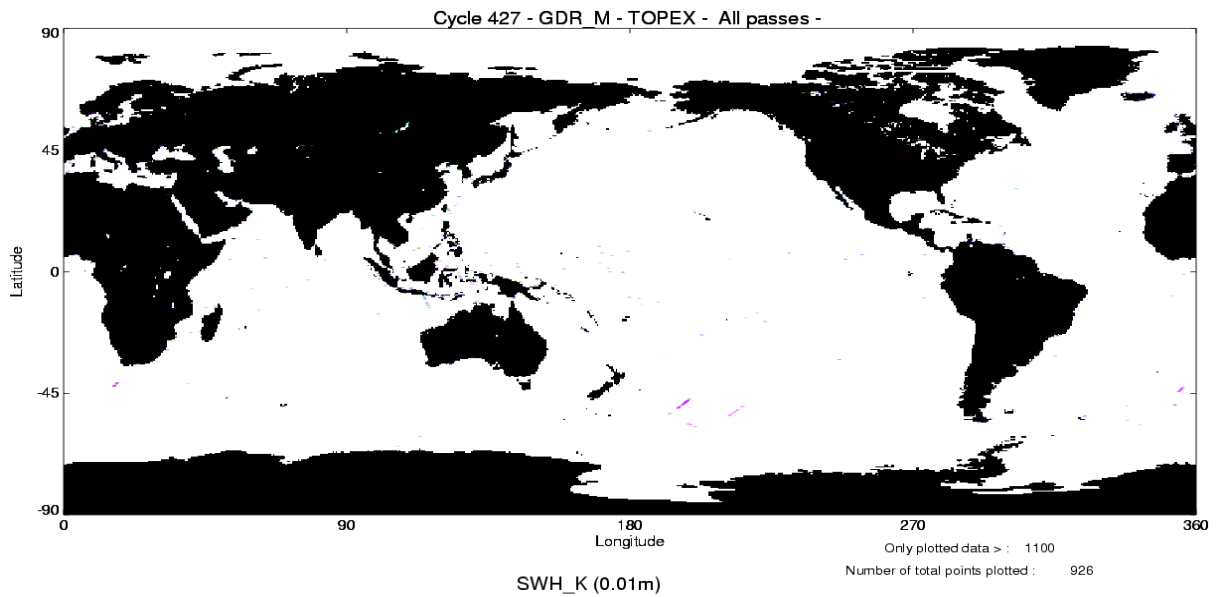 Cycle 427 - GDR_M - TOPEX - All passes -
90
45
0
-45
-90
Latitude
0 90 180 270 360
Longitude
Only plotted data > : 1100
Number of total points plotted : 926
SWH_K (0.01m)